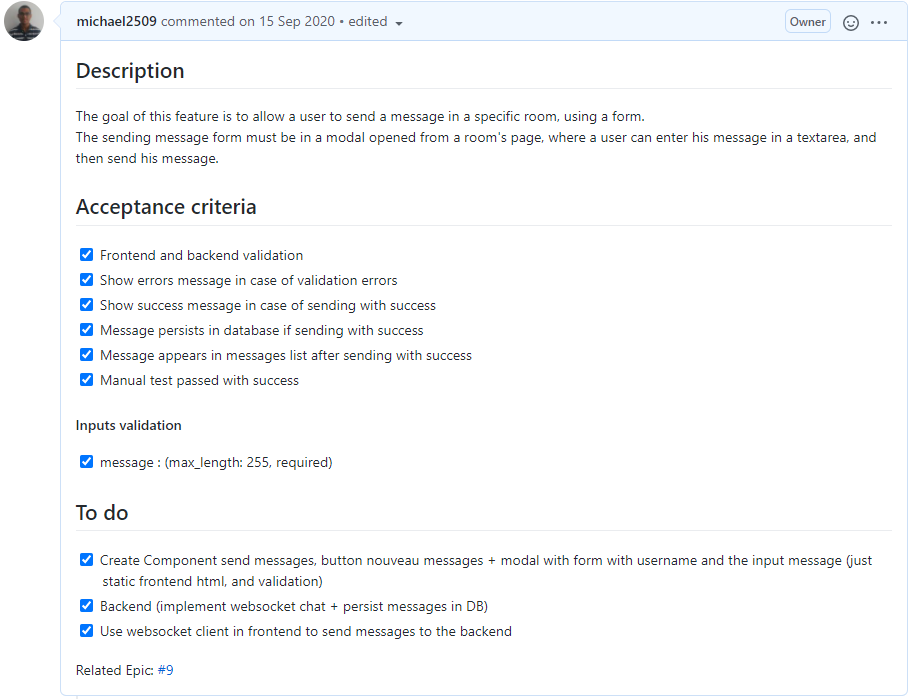 michael2509 commented on 15 Sep 2020 • edited
Owner
Description
The goal of this feature is to allow a user to send a message in a specific room, using a form.
The sending message form must be in a modal opened from a room's page, where a user can enter his message in a textarea, and
then send his message.
Acceptance criteria
Frontend and backend validation
Show errors message in case of validation errors
Show success message in case of sending with success
Message persists in database if sending with success
Message appears in messages list after sending with success
Manual test passed with success
Inputs validation
message : (max_length: 255, required)
To do
Create Component send messages, button nouveau messages + modal with form with username and the input message (just
static frontend html, and validation)
Backend (implement websocket chat + persist messages in DB)
Use websocket client in frontend to send messages to the backend
Related Epic: #9